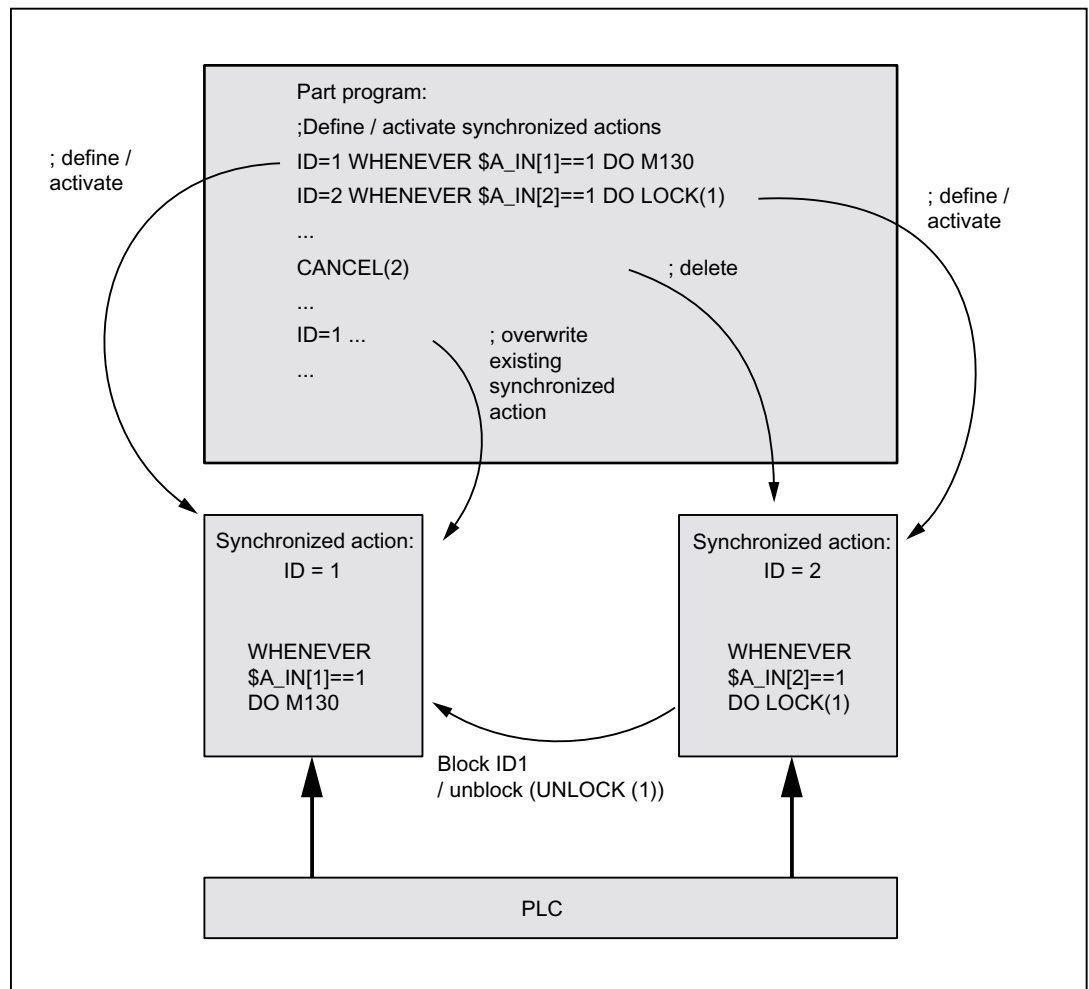 Part program:
;Define / activate synchronized actions
; define /
activate
ID=1 WHENEVER $A_IN[1]==1 DO M130
ID=2 WHENEVER $A_IN[2]==1 DO LOCK(1)
; define /
activate
...
CANCEL(2)
; delete
...
ID=1 ...
; overwrite
existing
synchronized
action
...
Synchronized action:
ID = 1
WHENEVER
$A_IN[1]==1
DO M130
Synchronized action:
ID = 2
WHENEVER
$A_IN[2]==1
DO LOCK(1)
Block ID1
/ unblock (UNLOCK (1))
PLC